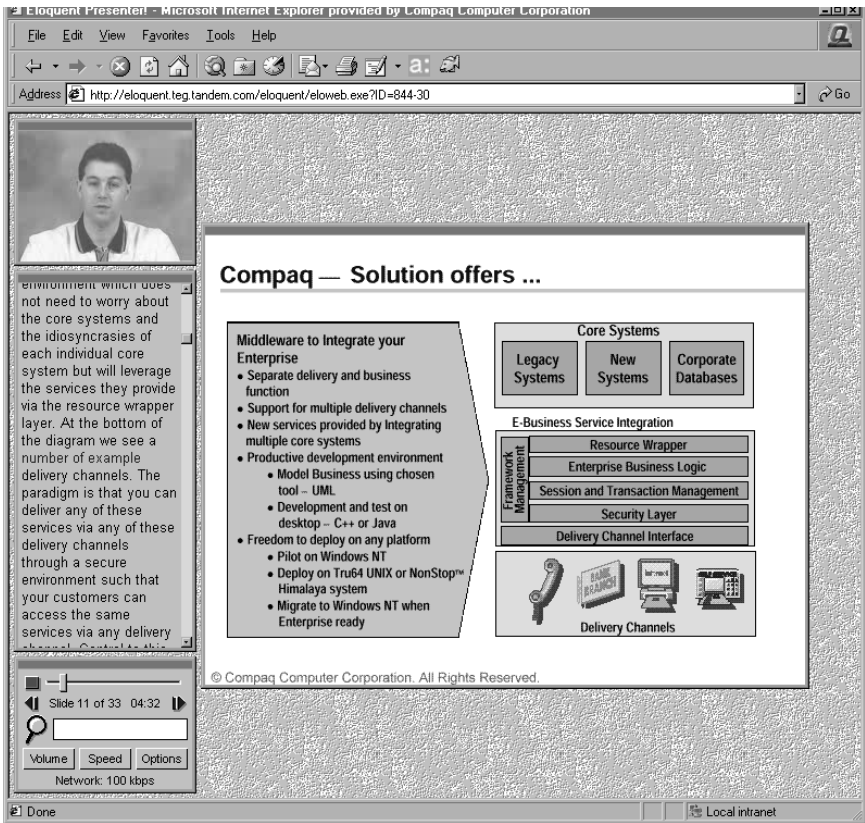 Eloquent Presenter! - Microsoft Internet Explorer provided by Compaq Computer Corporation
File Edit View Favorites Tools Help
Address http://eloquent.teg.tandem.com/eloquent/eloweb.exe?ID=844-30 Go
environment which does
not need to worry about
the core systems and
the idiosyncrasies of
each individual core
system but will leverage
the services they provide
via the resource wrapper
layer. At the bottom of
the diagram we see a
number of example
delivery channels. The
paradigm is that you can
deliver any of these
services via any of these
delivery channels
through a secure
environment such that
your customers can
access the same
services via any delivery
channel. Central to this
Slide 11 of 33 04:32
Volume Speed Options
Network: 100 kbps
Compaq — Solution offers ...
Middleware to Integrate your
Enterprise
• Separate delivery and business
function
• Support for multiple delivery channels
• New services provided by Integrating
multiple core systems
• Productive development environment
• Model Business using chosen
tool – UML
• Development and test on
desktop – C++ or Java
• Freedom to deploy on any platform
• Pilot on Windows NT
• Deploy on Tru64 UNIX or NonStop™
Himalaya system
• Migrate to Windows NT when
Enterprise ready
Core Systems
Legacy
Systems
New
Systems
Corporate
Databases
E-Business Service Integration
Framework
Management
Resource Wrapper
Enterprise Business Logic
Session and Transaction Management
Security Layer
Delivery Channel Interface
BANK
BRANCH
Internet
SELF SERVICE
Delivery Channels
© Compaq Computer Corporation. All Rights Reserved.
Done
Local intranet